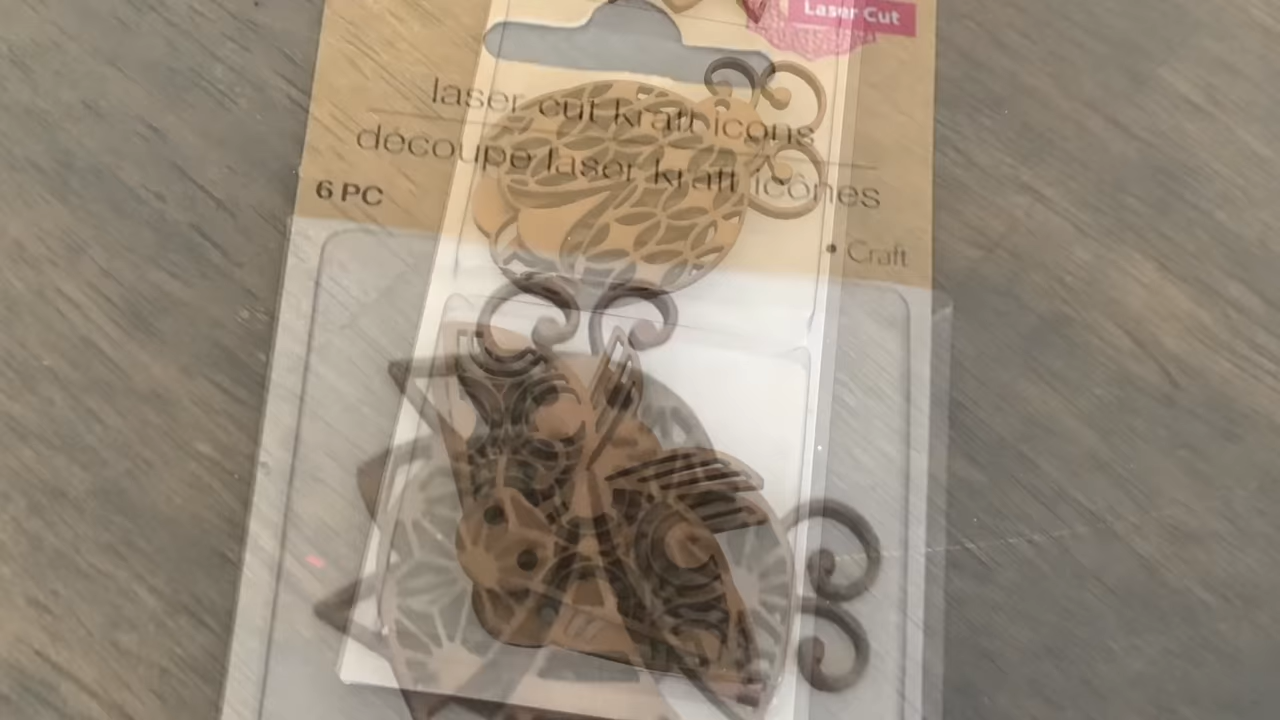 Laser Cut
laser cut kraft icons
découpe laser kraft icônes
6 PC
• Craft